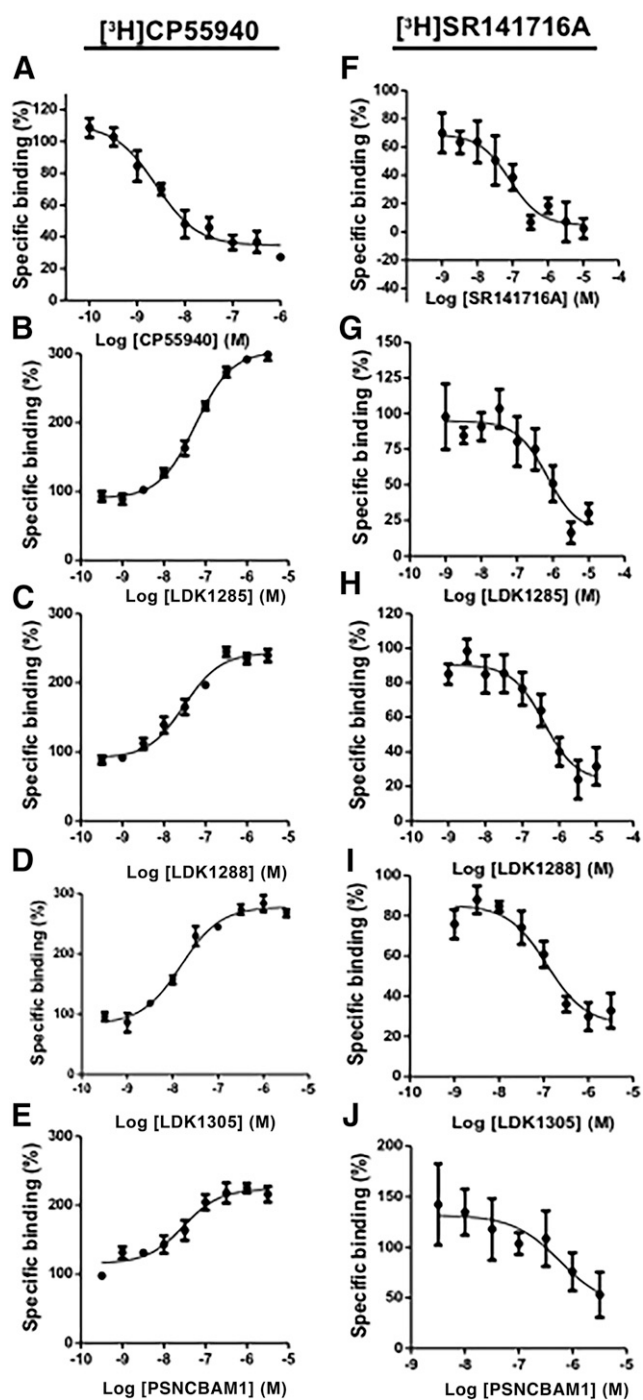 [³H]CP55940
[³H]SR141716A
A
Specific binding (%)
120
100
80
60
40
20
0
-10 -9 -8 -7 -6
Log [CP55940] (M)
F
Specific binding (%)
100
80
60
40
20
0
-20
-40
-10 -9 -8 -7 -6 -5 -4
Log [SR141716A] (M)
B
Specific binding (%)
300
200
100
0
-10 -9 -8 -7 -6 -5
Log [LDK1285] (M)
G
Specific binding (%)
150
125
100
75
50
25
0
-10 -9 -8 -7 -6 -5 -4
Log [LDK1285] (M)
C
Specific binding (%)
300
200
100
0
-10 -9 -8 -7 -6 -5
Log [LDK1288] (M)
H
Specific binding (%)
120
100
80
60
40
20
0
-10 -9 -8 -7 -6 -5 -4
Log [LDK1288] (M)
D
Specific binding (%)
300
200
100
0
-10 -9 -8 -7 -6 -5
Log [LDK1305] (M)
I
Specific binding (%)
100
80
60
40
20
0
-10 -9 -8 -7 -6 -5
Log [LDK1305] (M)
E
Specific binding (%)
300
200
100
0
-10 -9 -8 -7 -6 -5
Log [PSNCBAM1] (M)
J
Specific binding (%)
200
150
100
50
0
-9 -8 -7 -6 -5
Log [PSNCBAM1] (M)